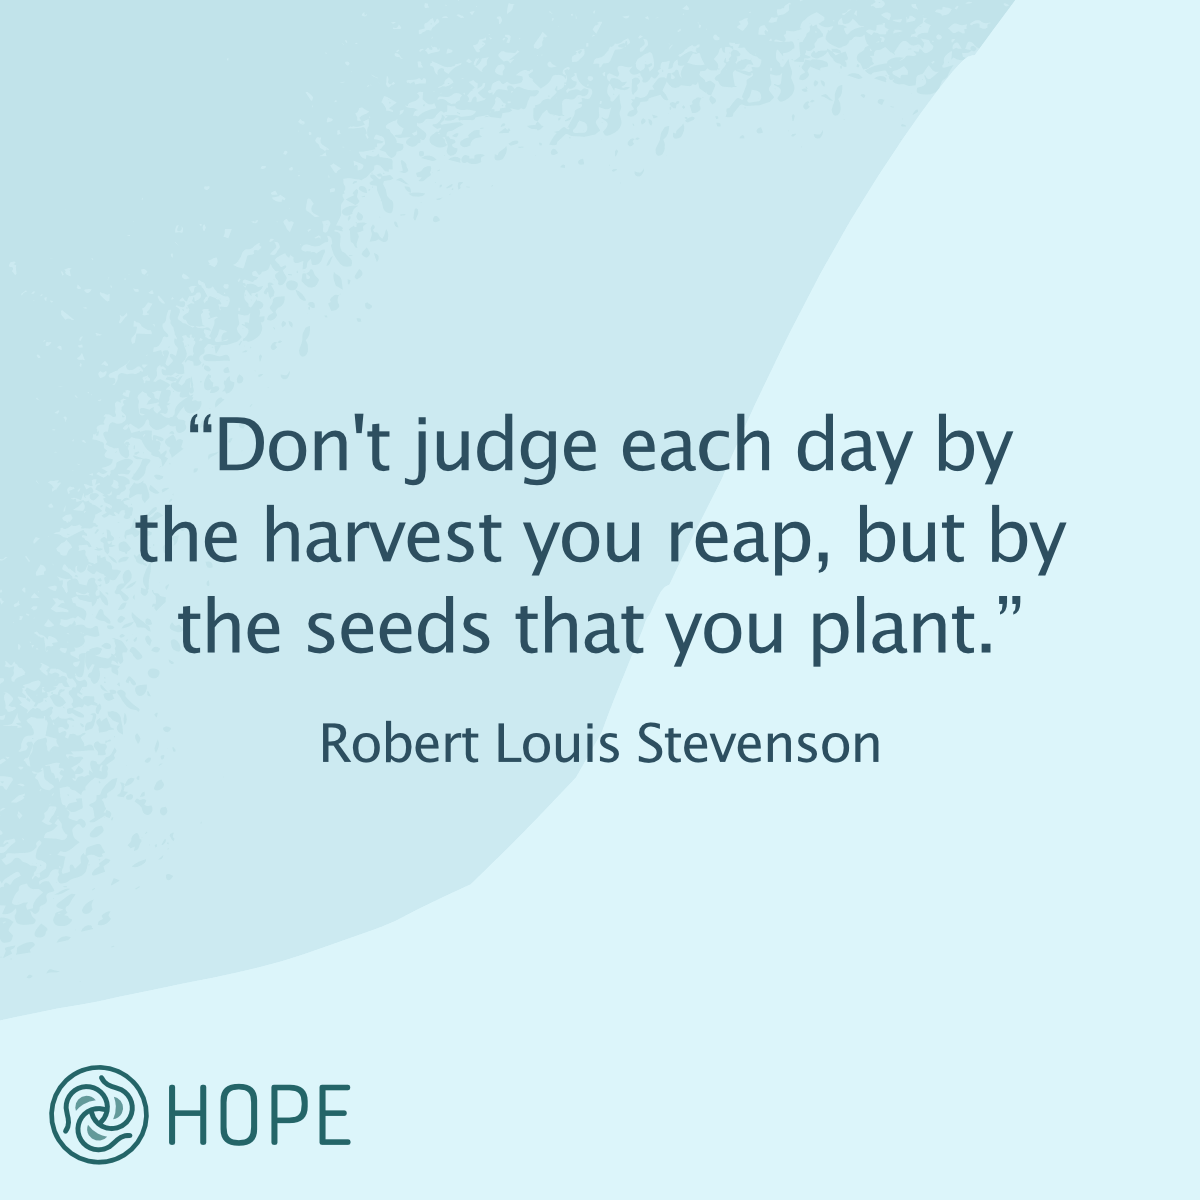 “Don't judge each day by
the harvest you reap, but by
the seeds that you plant.”
Robert Louis Stevenson
HOPE